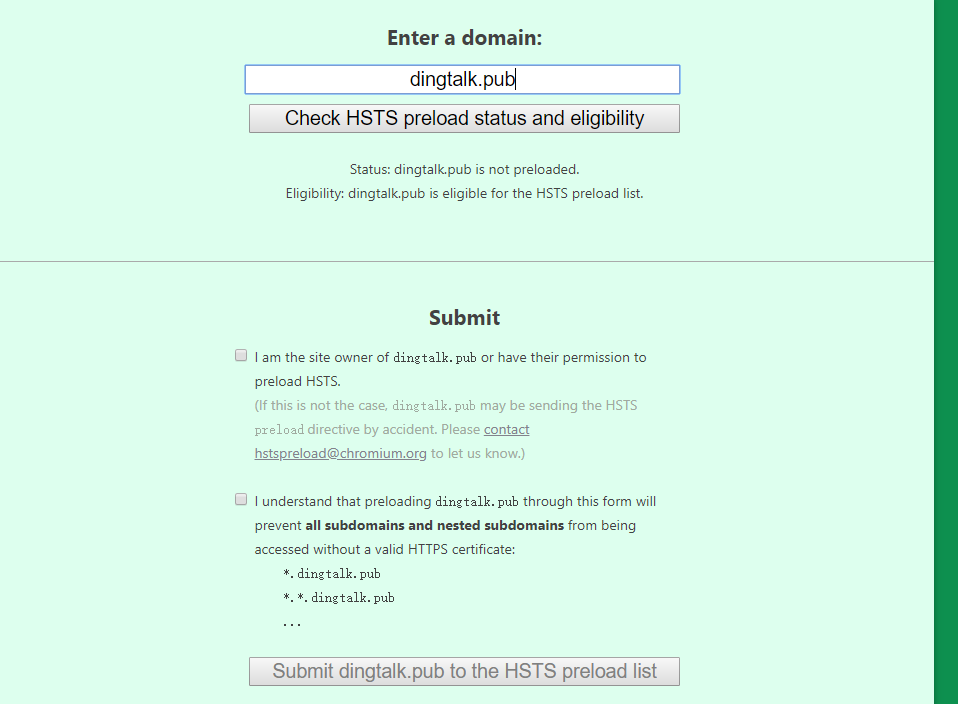 Enter a domain:
dingtalk.pub
Check HSTS preload status and eligibility
Status: dingtalk.pub is not preloaded.
Eligibility: dingtalk.pub is eligible for the HSTS preload list.
Submit
I am the site owner of dingtalk.pub or have their permission to
preload HSTS.
(If this is not the case, dingtalk.pub may be sending the HSTS
preload directive by accident. Please contact
hstspreload@chromium.org to let us know.)
I understand that preloading dingtalk.pub through this form will
prevent all subdomains and nested subdomains from being
accessed without a valid HTTPS certificate:
*.dingtalk.pub
*.*.dingtalk.pub
...
Submit dingtalk.pub to the HSTS preload list